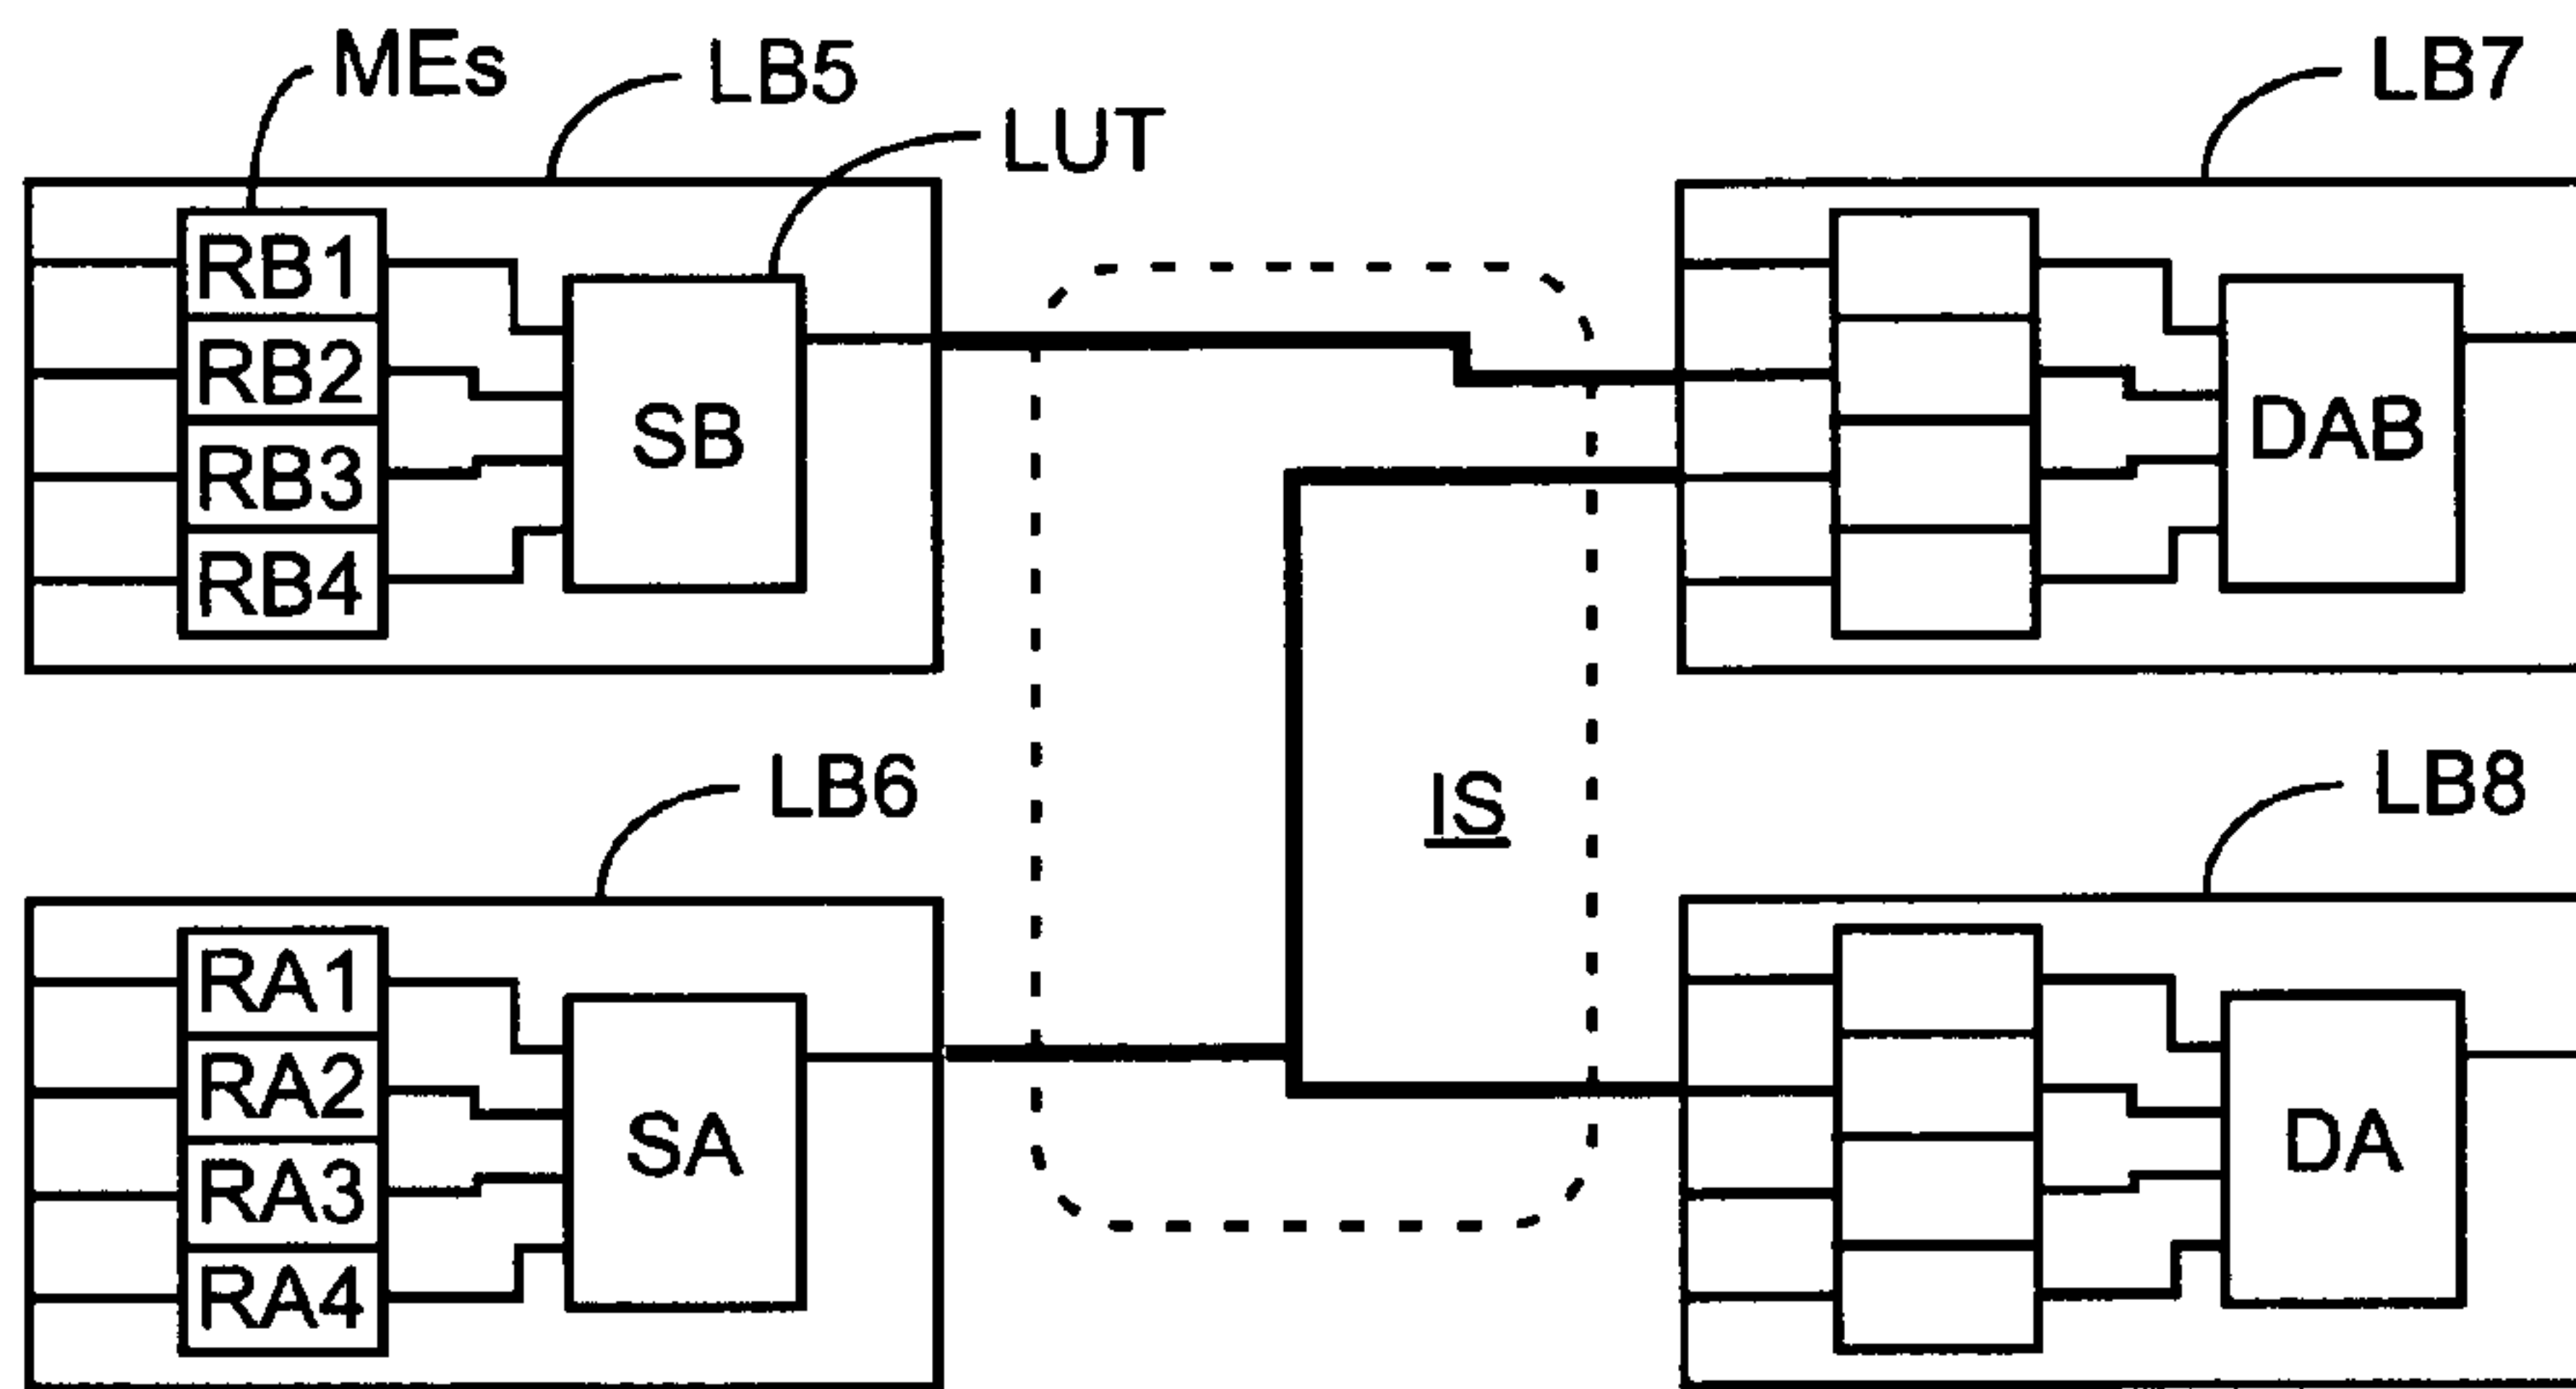 MEs
LB5
LUT
LB7
RB1
RB2
RB3
RB4
SB
DAB
IS
LB6
LB8
RA1
RA2
RA3
RA4
SA
DA